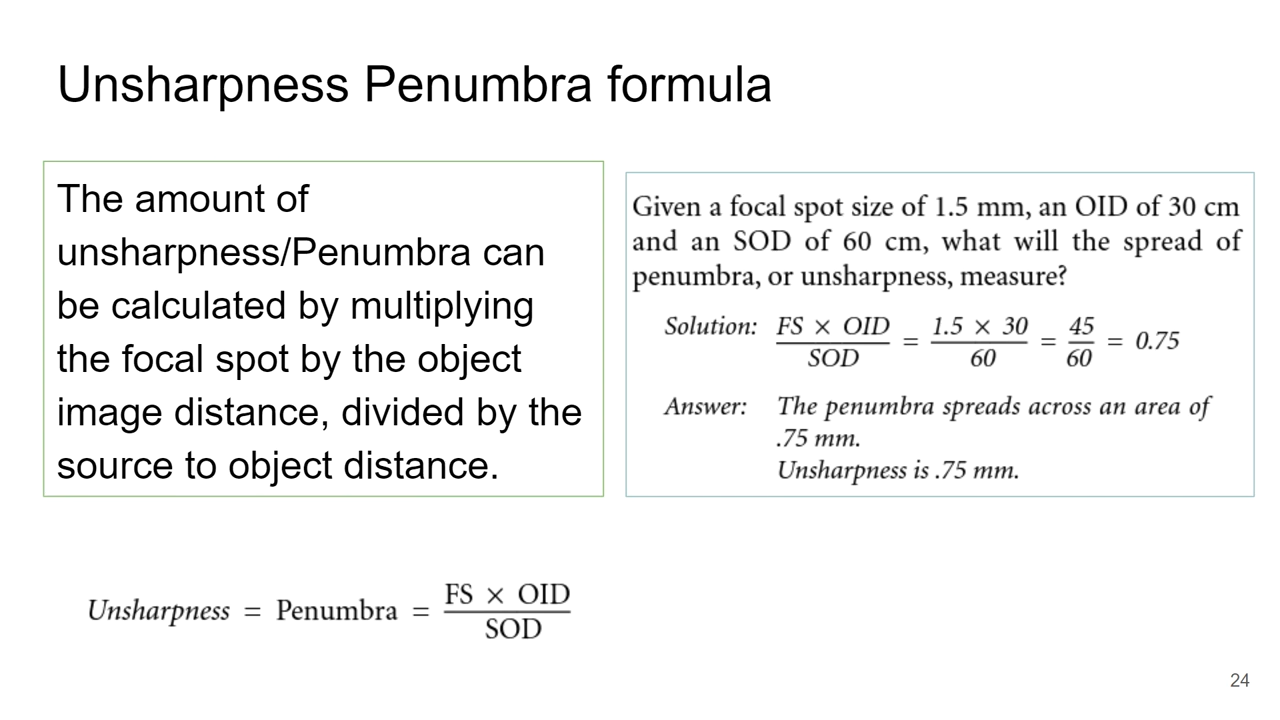 Unsharpness Penumbra formula
The amount of
unsharpness/Penumbra can
be calculated by multiplying
the focal spot by the object
image distance, divided by the
source to object distance.
Given a focal spot size of 1.5 mm, an OID of 30 cm
and an SOD of 60 cm, what will the spread of
penumbra, or unsharpness, measure?
Solution: FS × OID / SOD = 1.5 × 30 / 60 = 45 / 60 = 0.75
Answer: The penumbra spreads across an area of
.75 mm.
Unsharpness is .75 mm.
Unsharpness = Penumbra = FS × OID / SOD
24